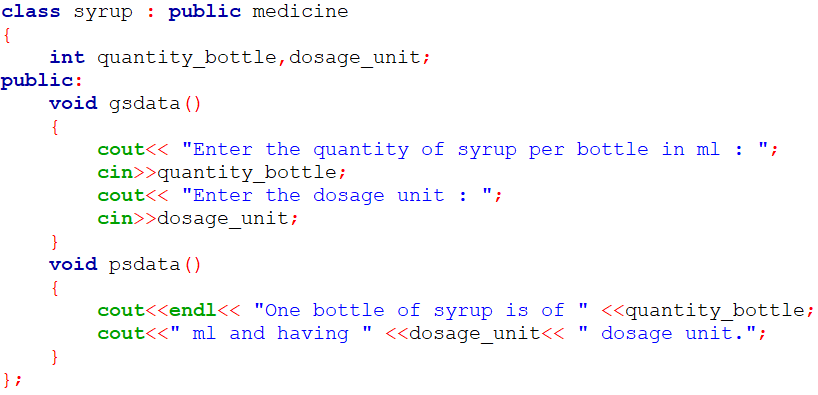 class syrup : public medicine
{
    int quantity_bottle,dosage_unit;
public:
    void gsdata()
    {
        cout<< "Enter the quantity of syrup per bottle in ml : ";
        cin>>quantity_bottle;
        cout<< "Enter the dosage unit : ";
        cin>>dosage_unit;
    }
    void psdata()
    {
        cout<<endl<< "One bottle of syrup is of " <<quantity_bottle;
        cout<<" ml and having " <<dosage_unit<< " dosage unit.";
    }
};